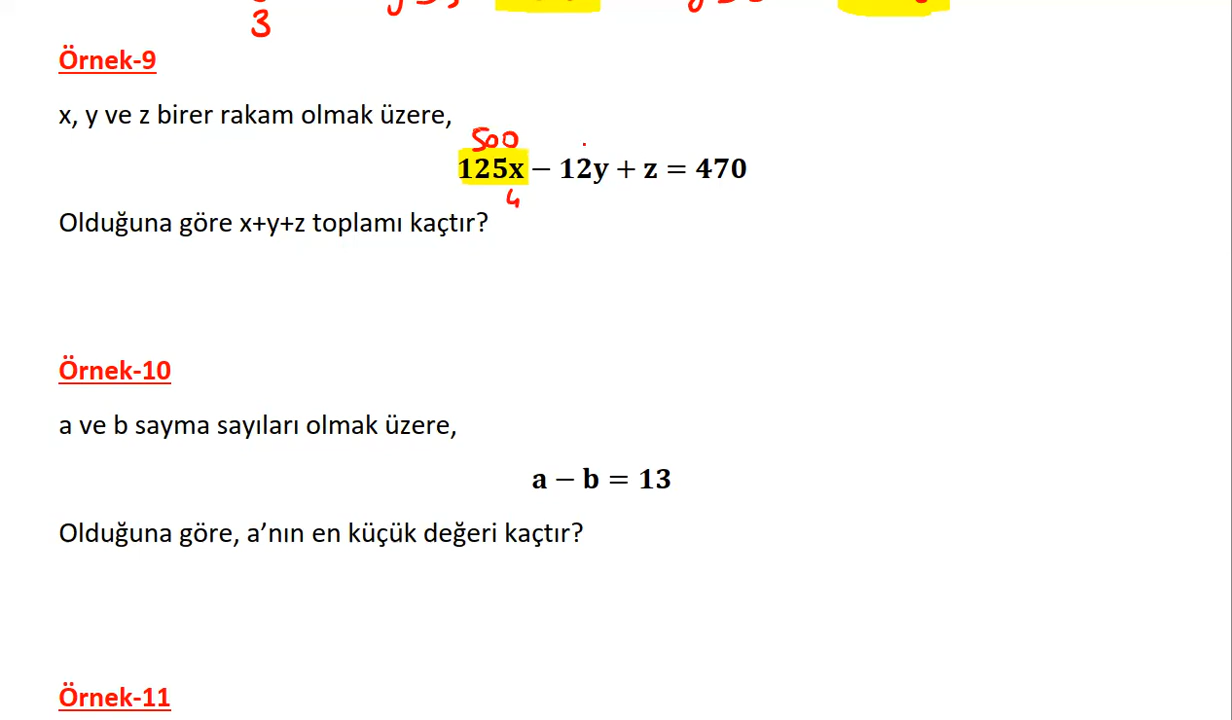 3
Örnek-9
x, y ve z birer rakam olmak üzere,
500
125x − 12y + z = 470
4
Olduğuna göre x+y+z toplamı kaçtır?
Örnek-10
a ve b sayma sayıları olmak üzere,
a − b = 13
Olduğuna göre, a’nın en küçük değeri kaçtır?
Örnek-11